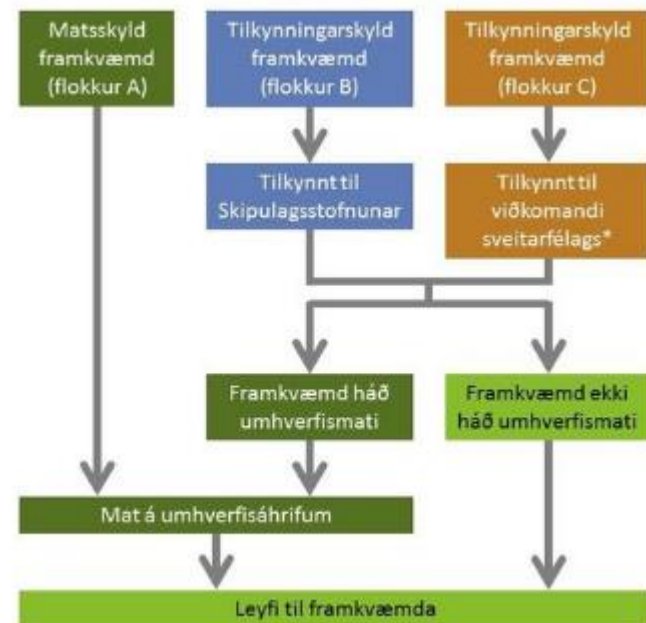 Matsskyld
framkvæmd
(flokkur A)
Tilkynningarskyld
framkvæmd
(flokkur B)
Tilkynningarskyld
framkvæmd
(flokkur C)
Tilkynnt til
Skipulagsstofnunar
Tilkynnt til
viðkomandi
sveitarfélags*
Framkvæmd háð
umhverfismati
Framkvæmd ekki
háð umhverfismati
Mat á umhverfisáhrifum
Leyfi til framkvæmda